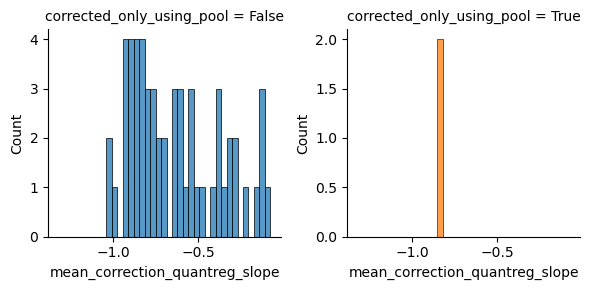 corrected_only_using_pool = False
corrected_only_using_pool = True
Count
4
3
2
1
0
−1.0
−0.5
mean_correction_quantreg_slope
Count
2.0
1.5
1.0
0.5
0.0
−1.0
−0.5
mean_correction_quantreg_slope